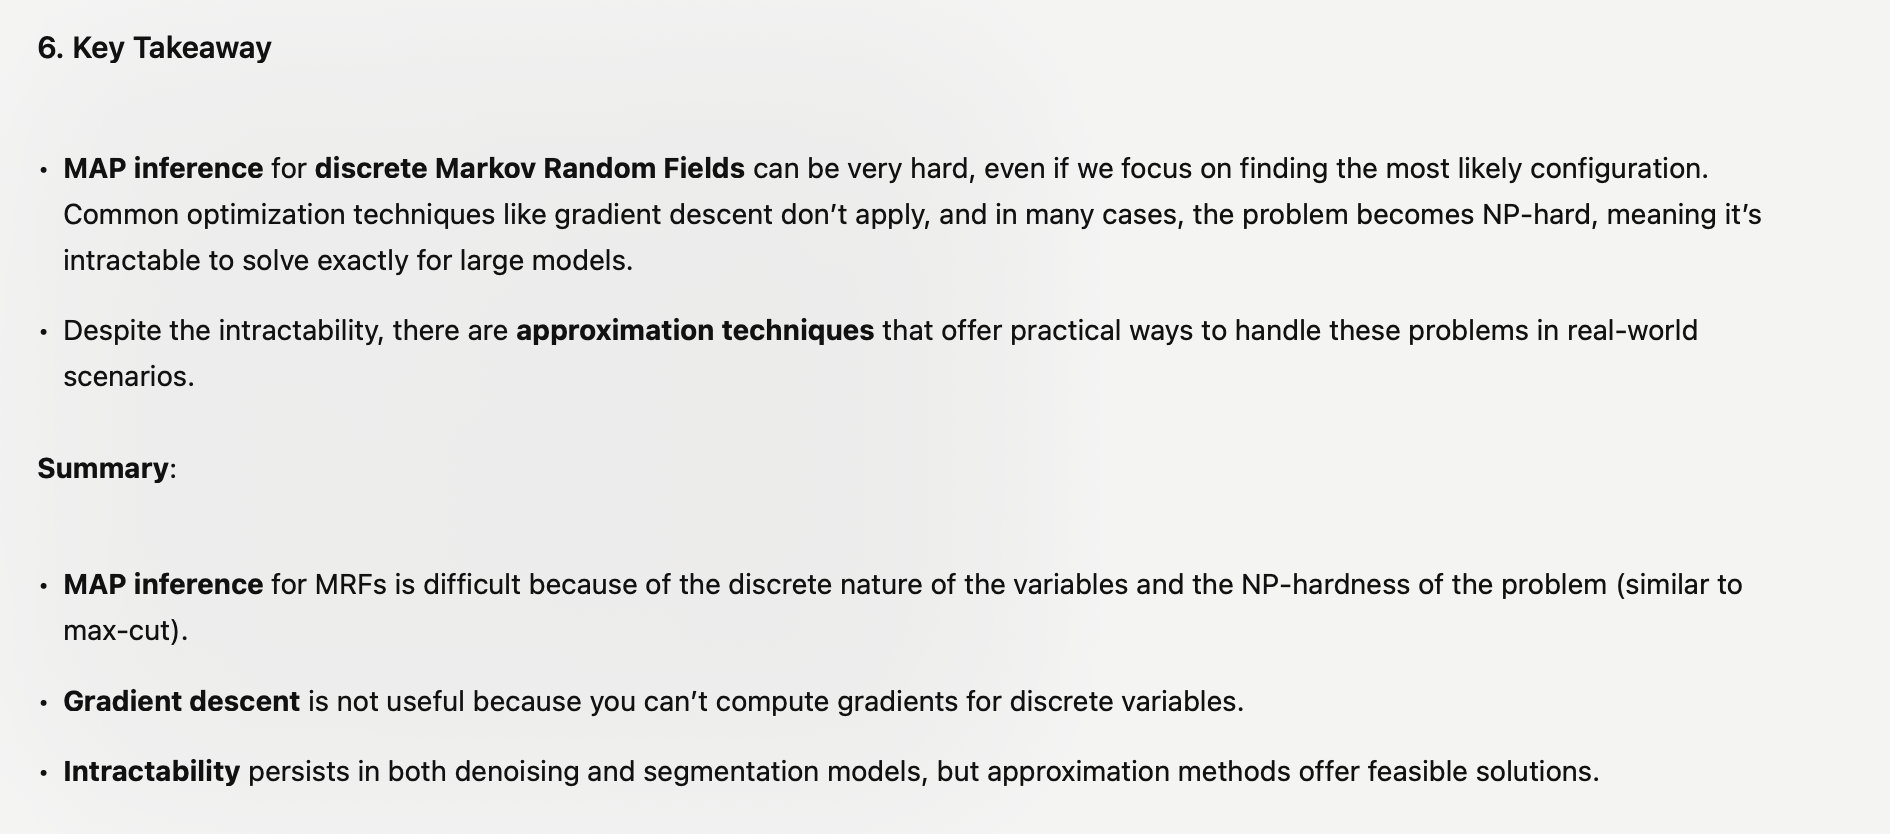 6. Key Takeaway
• MAP inference for discrete Markov Random Fields can be very hard, even if we focus on finding the most likely configuration.
Common optimization techniques like gradient descent don’t apply, and in many cases, the problem becomes NP-hard, meaning it’s
intractable to solve exactly for large models.
• Despite the intractability, there are approximation techniques that offer practical ways to handle these problems in real-world
scenarios.
Summary:
• MAP inference for MRFs is difficult because of the discrete nature of the variables and the NP-hardness of the problem (similar to
max-cut).
• Gradient descent is not useful because you can’t compute gradients for discrete variables.
• Intractability persists in both denoising and segmentation models, but approximation methods offer feasible solutions.